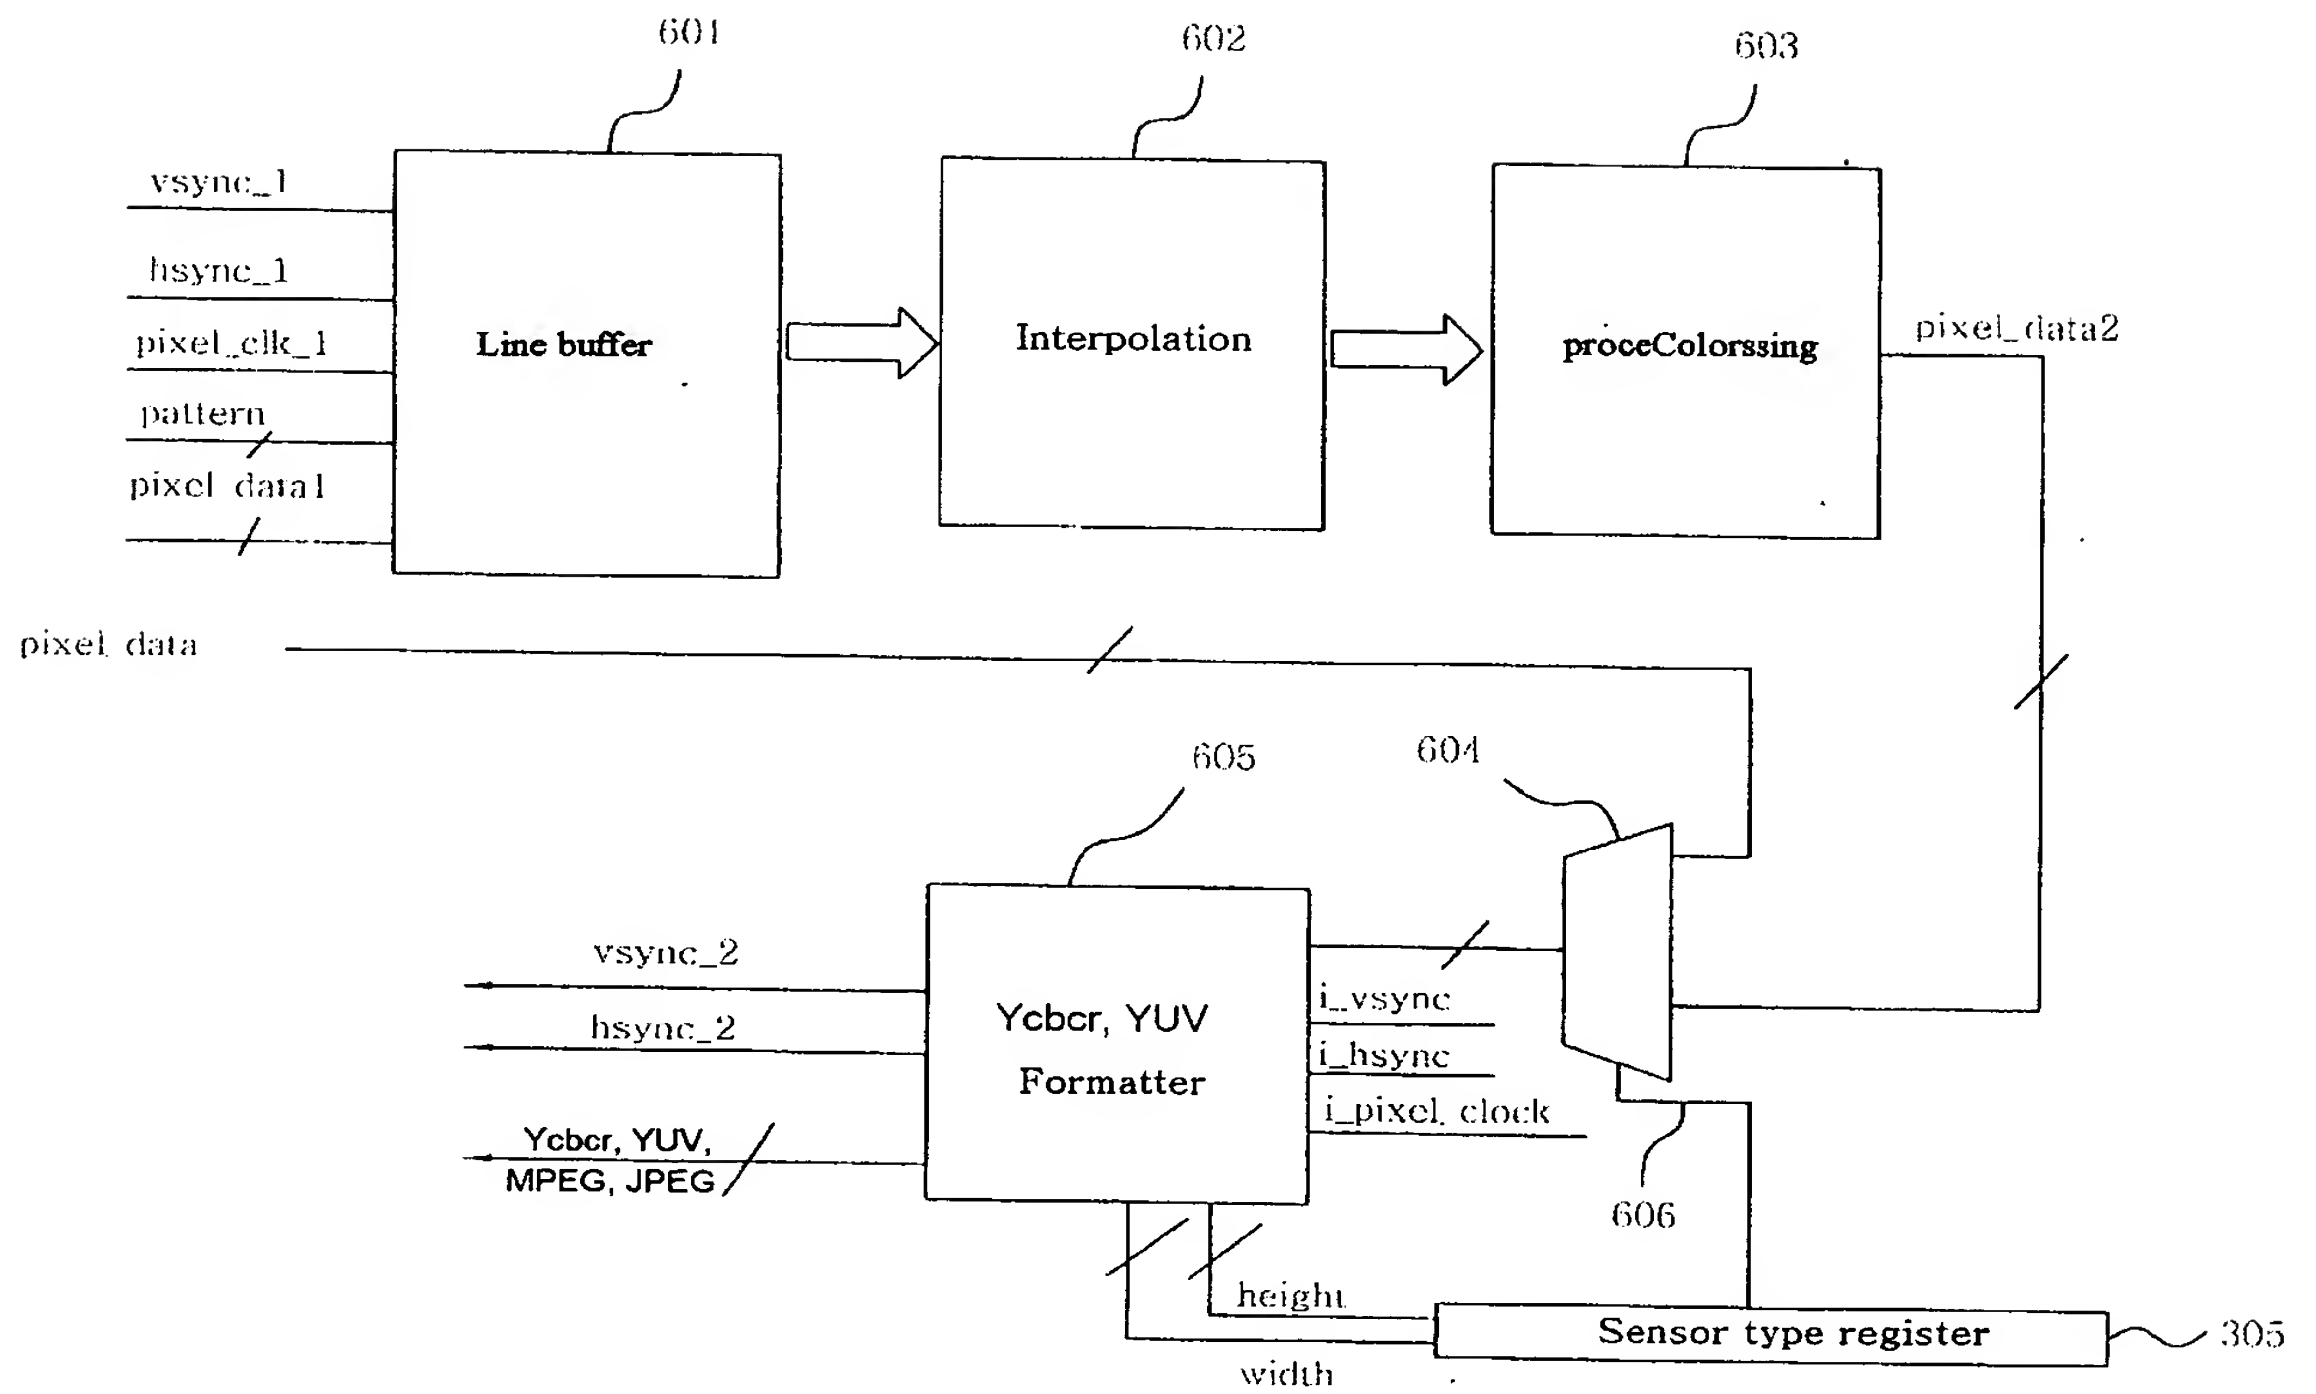 601
602
603
vsync_1
hsync_1
pixel_clk_1
pattern
pixel data1
Line buffer
Interpolation
proceColorssing
pixel_data2
pixel data
605
604
vsync_2
hsync_2
Ycbcr, YUV,
MPEG, JPEG
Ycbcr, YUV
Formatter
i_vsync
i_hsync
i_pixel clock
606
height
width
Sensor type register
305